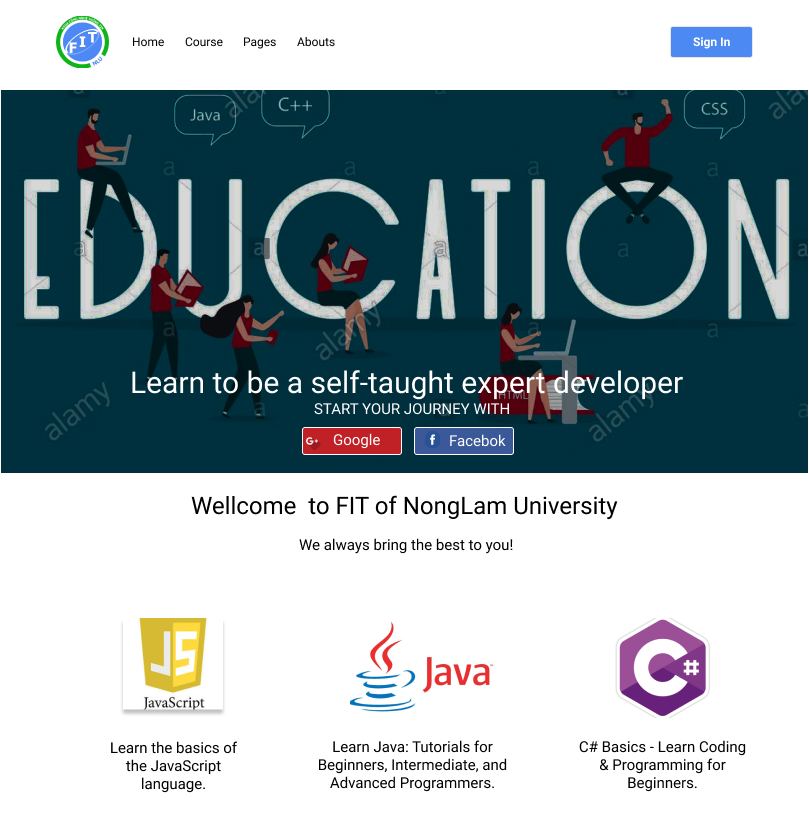 FIT
NLU
Home Course Pages Abouts
Sign In
Java
C++
CSS
EDUCATION
alamy
alamy
alamy
HTML
Learn to be a self-taught expert developer
START YOUR JOURNEY WITH
G+ Google
f Facebok
Wellcome to FIT of NongLam University
We always bring the best to you!
JS
JavaScript
Java
C#
Learn the basics of
the JavaScript
language.
Learn Java: Tutorials for
Beginners, Intermediate, and
Advanced Programmers.
C# Basics - Learn Coding
& Programming for
Beginners.